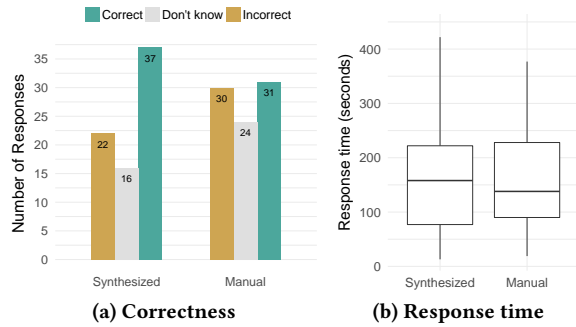 Correct Don't know Incorrect
Number of Responses
35
30
25
20
15
10
5
0
22
16
37
30
24
31
Synthesized Manual
(a) Correctness
Response time (seconds)
400
300
200
100
0
Synthesized Manual
(b) Response time